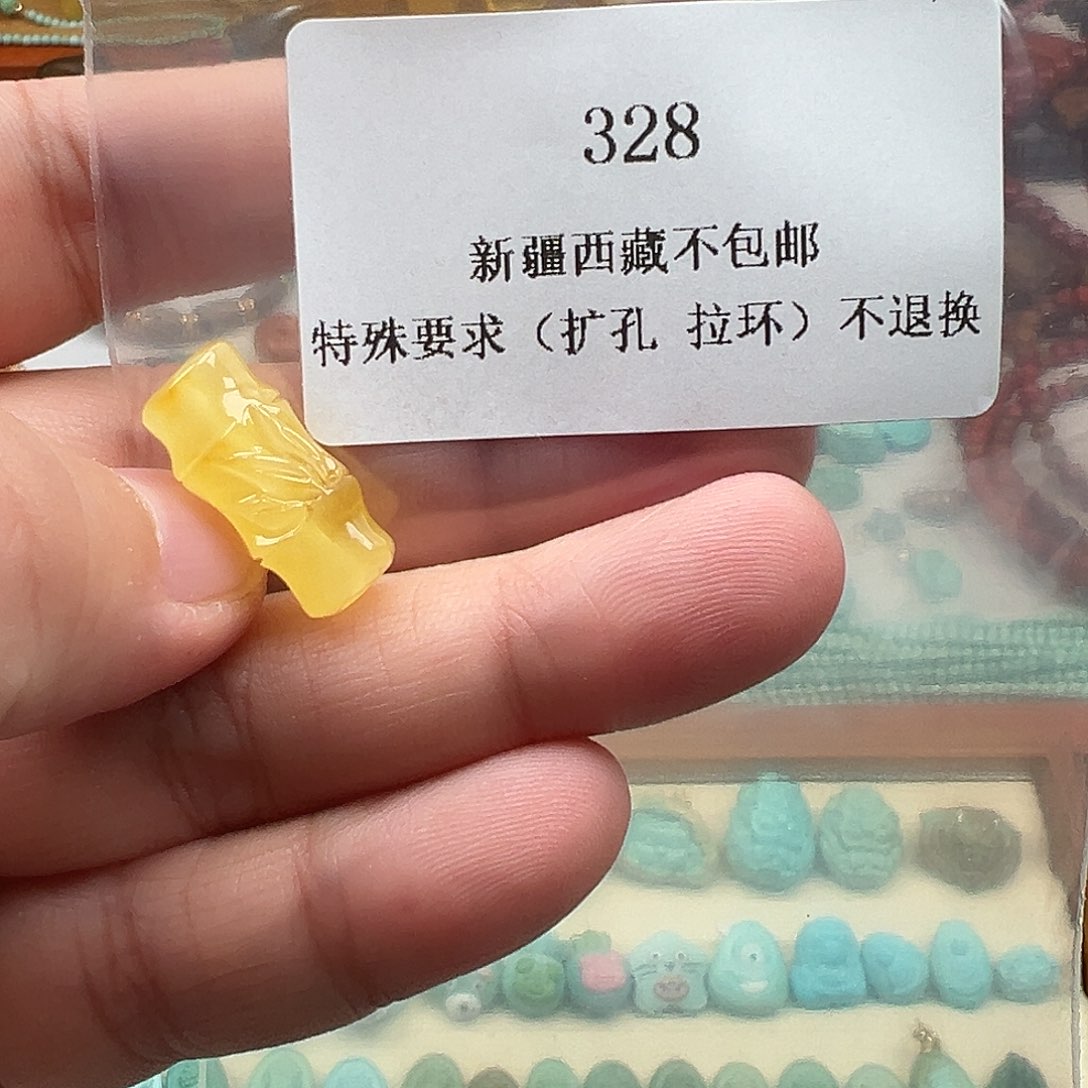 328
新疆西藏不包邮
特殊要求（扩孔 拉环）不退换